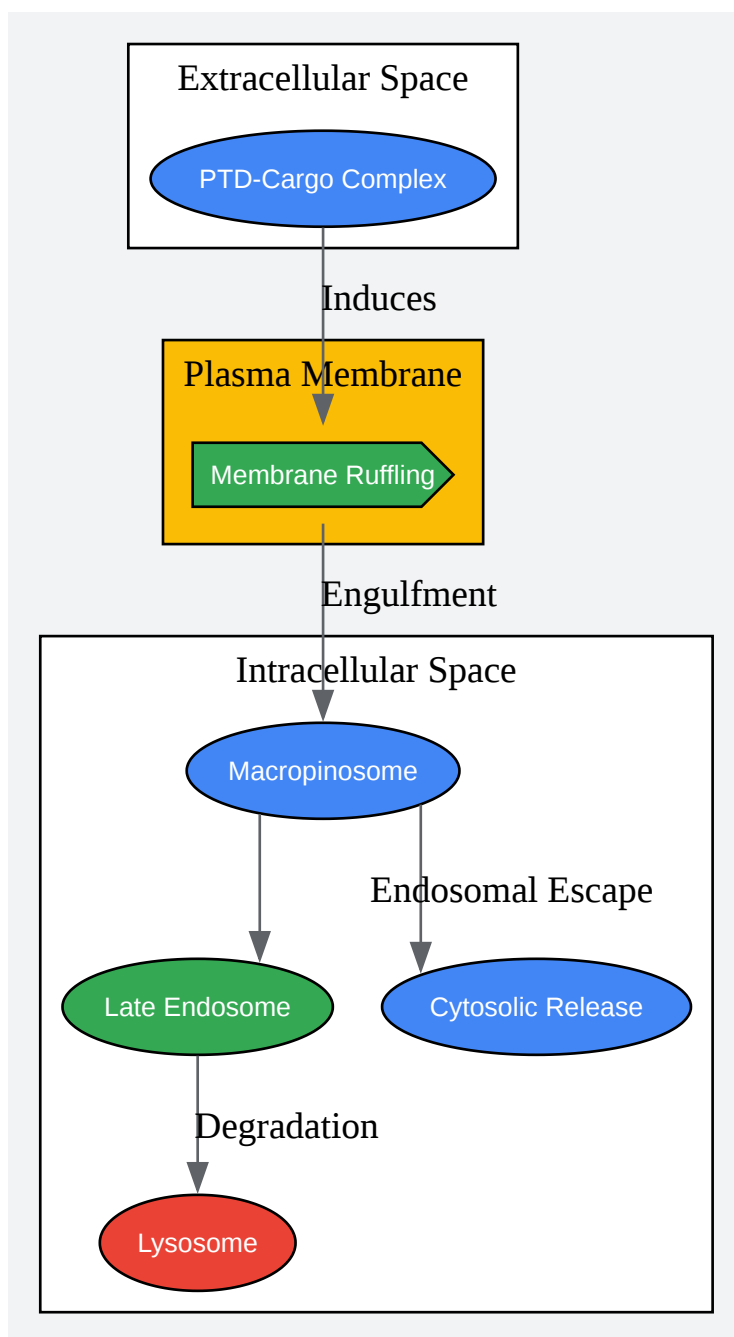 Extracellular Space
PTD-Cargo Complex
Induces
Plasma Membrane
Membrane Ruffling
Engulfment
Intracellular Space
Macropinosome
Endosomal Escape
Late Endosome
Cytosolic Release
Degradation
Lysosome